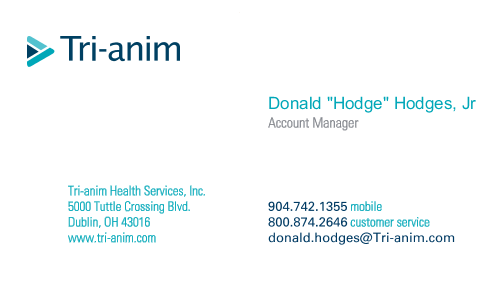 Tri-anim
Donald "Hodge" Hodges, Jr
Account Manager
Tri-anim Health Services, Inc.
5000 Tuttle Crossing Blvd.
Dublin, OH 43016
www.tri-anim.com
904.742.1355 mobile
800.874.2646 customer service
donald.hodges@Tri-anim.com